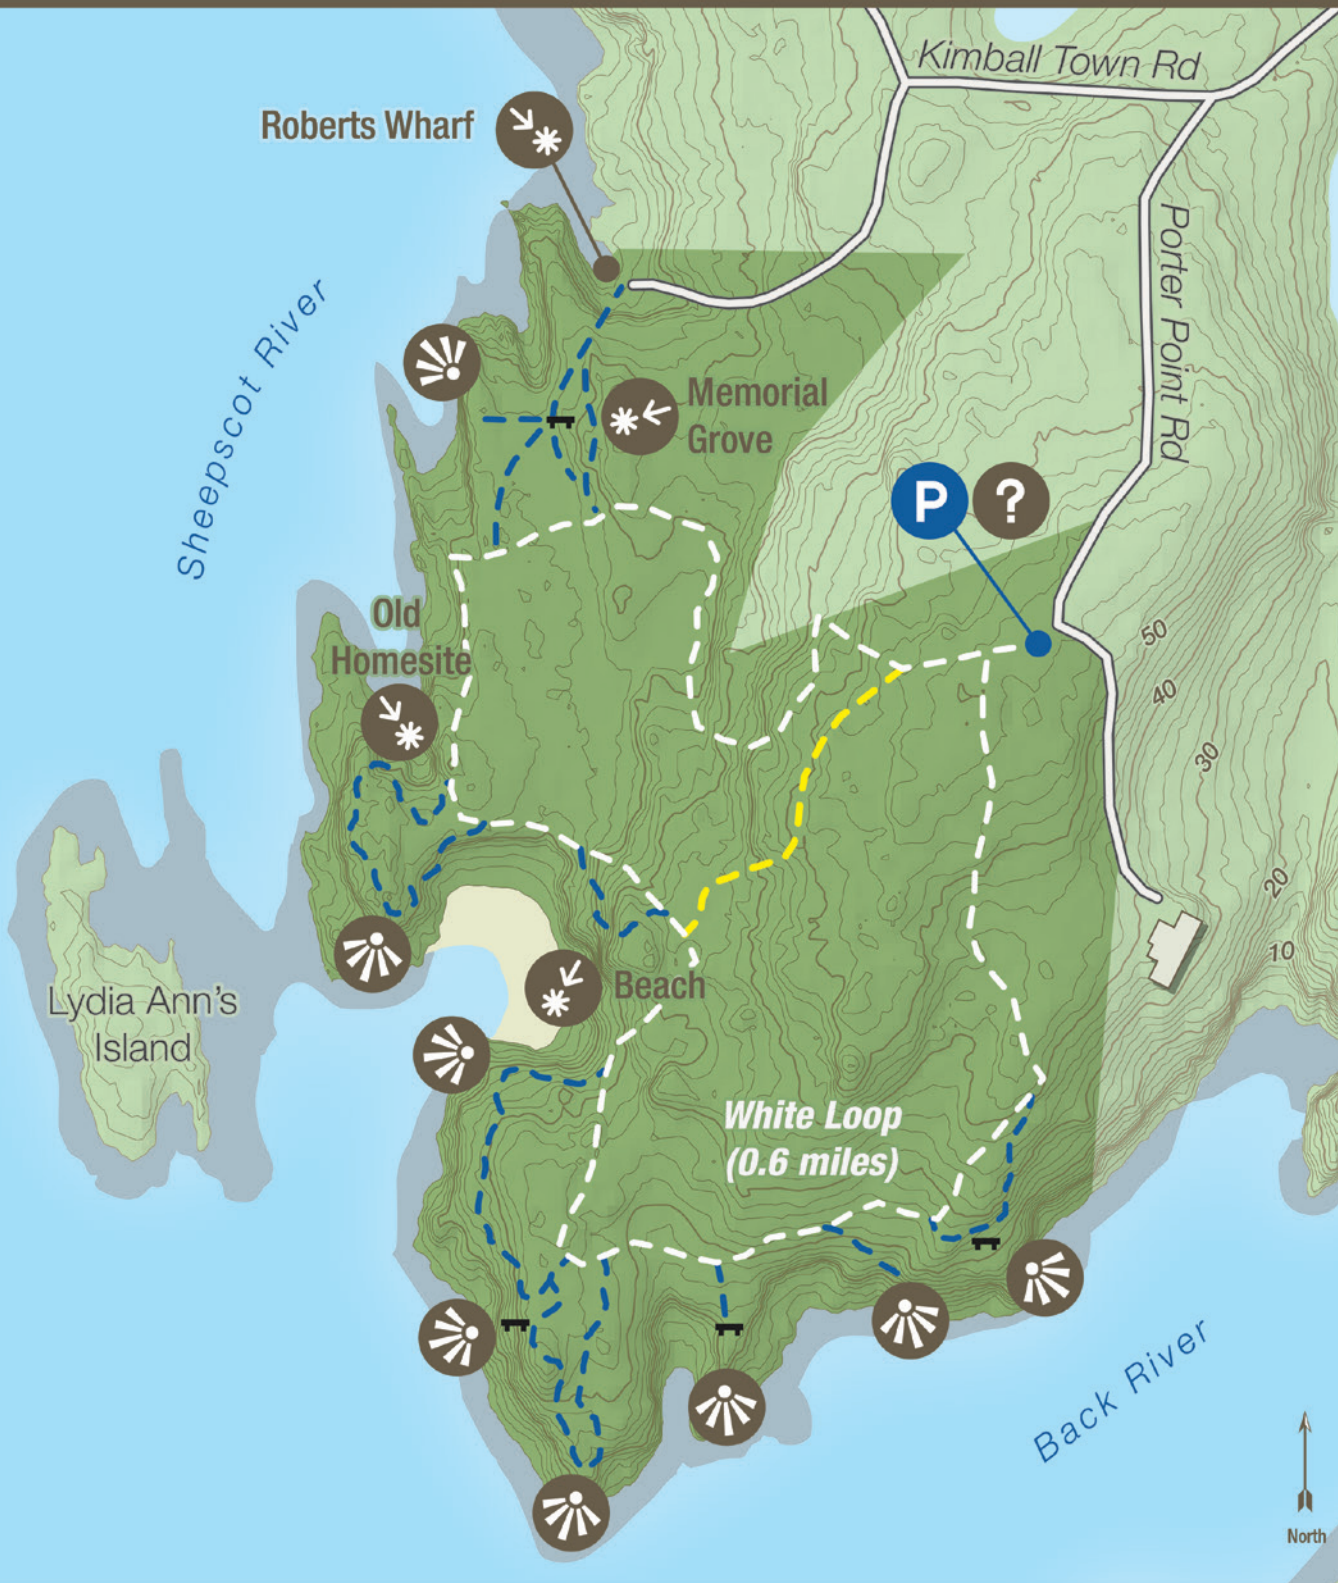 Kimball Town Rd
Roberts Wharf
Porter Point Rd
Sheepscot River
Memorial
Grove
P
?
Old
Homesite
50
40
30
20
10
Beach
Lydia Ann's
Island
White Loop
(0.6 miles)
Back River
North